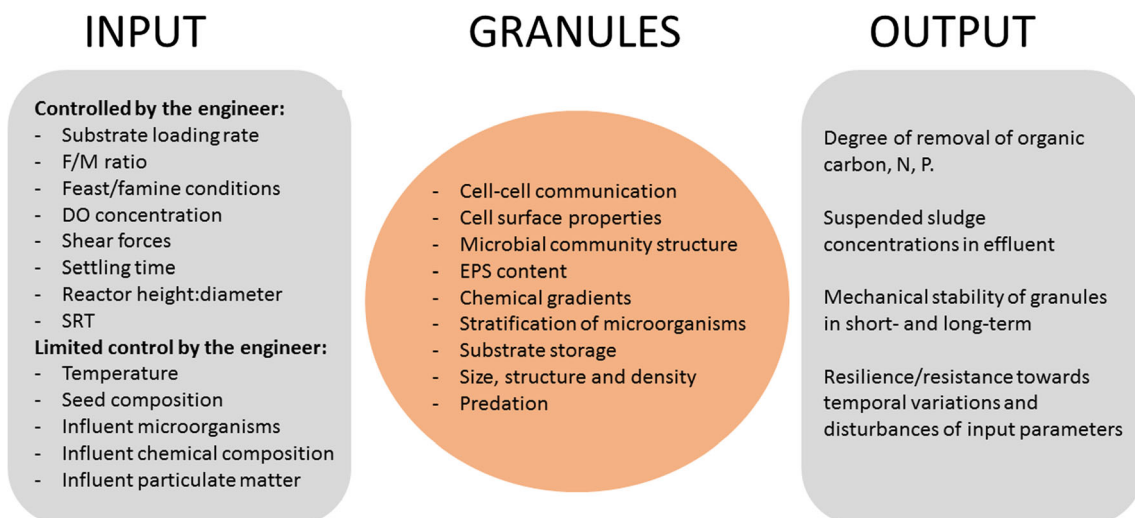 INPUT
Controlled by the engineer:
- Substrate loading rate
- F/M ratio
- Feast/famine conditions
- DO concentration
- Shear forces
- Settling time
- Reactor height:diameter
- SRT
Limited control by the engineer:
- Temperature
- Seed composition
- Influent microorganisms
- Influent chemical composition
- Influent particulate matter
GRANULES
- Cell-cell communication
- Cell surface properties
- Microbial community structure
- EPS content
- Chemical gradients
- Stratification of microorganisms
- Substrate storage
- Size, structure and density
- Predation
OUTPUT
Degree of removal of organic
carbon, N, P.
Suspended sludge
concentrations in effluent
Mechanical stability of granules
in short- and long-term
Resilience/resistance towards
temporal variations and
disturbances of input parameters